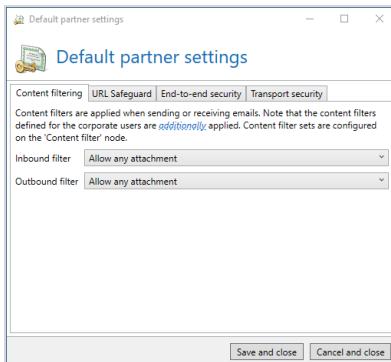 Default partner settings
Default partner settings
Content filtering URL Safeguard End-to-end security Transport security
Content filters are applied when sending or receiving emails. Note that the content filters
defined for the corporate users are additionally applied. Content filter sets are configured
on the 'Content filter' node.
Inbound filter Allow any attachment
Outbound filter Allow any attachment
Save and close Cancel and close